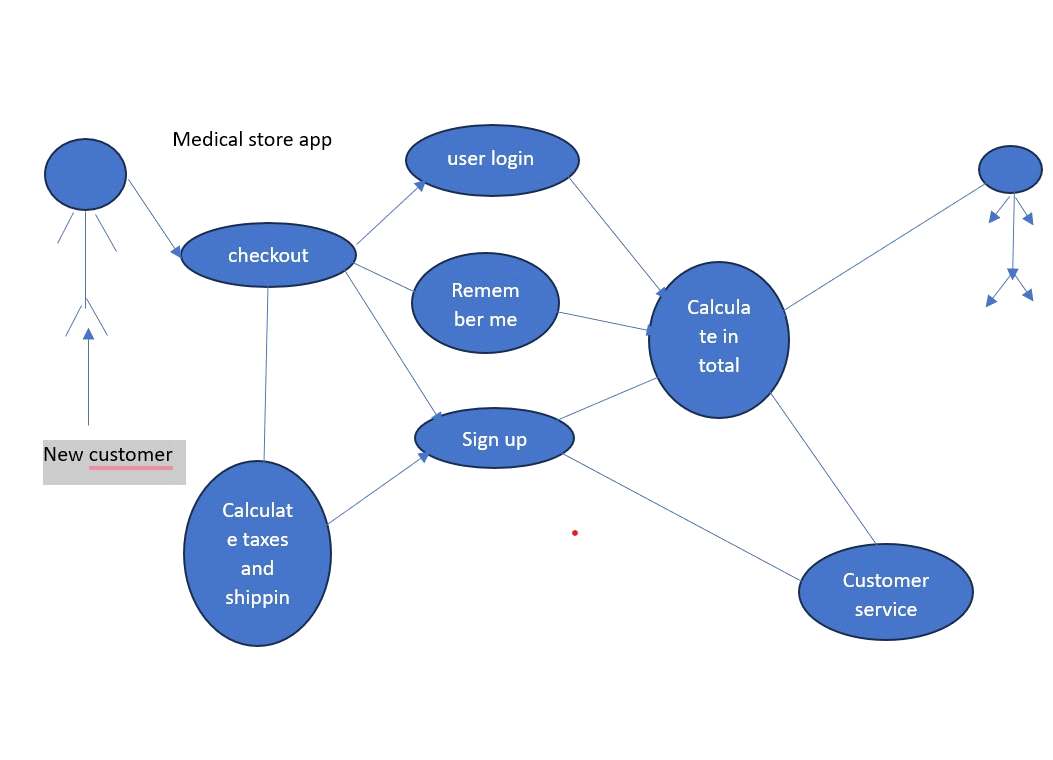 Medical store app
user login
checkout
Remem
ber me
Calcula
te in
total
Sign up
New customer
Calculat
e taxes
and
shippin
Customer
service